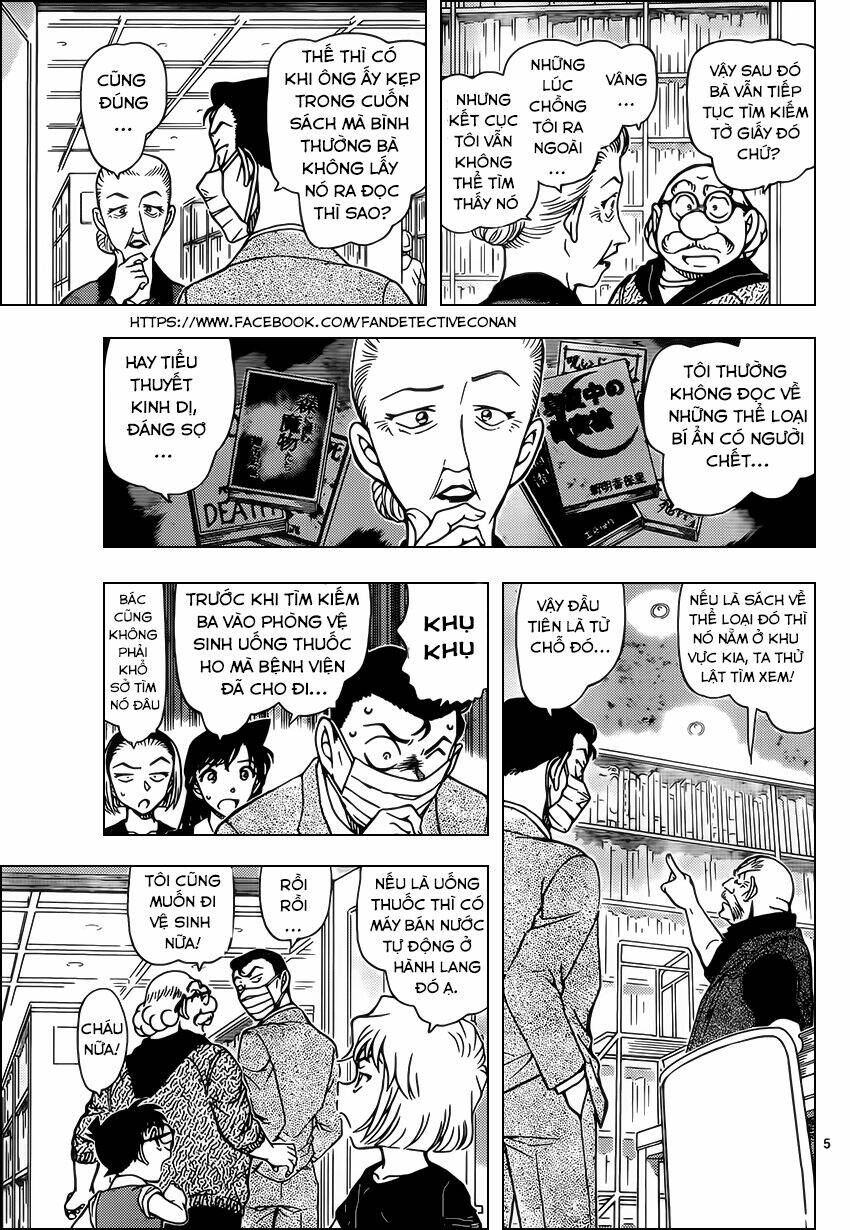 VẬY SAU ĐÓ
BÀ VẪN TIẾP
TỤC TÌM KIẾM
TỜ GIẤY ĐÓ
CHỨ?
VÂNG
...
NHỮNG
LÚC
CHỒNG
TÔI RA
NGOÀI
...
NHƯNG
KẾT CỤC
TÔI VẪN
KHÔNG
THỂ TÌM
THẤY NÓ
THẾ THÌ CÓ
KHI ÔNG ẤY KẸP
TRONG CUỐN
SÁCH MÀ BÌNH
THƯỜNG BÀ
KHÔNG LẤY
NÓ RA ĐỌC
THÌ SAO?
CŨNG
ĐÚNG
...
HTTPS://WWW.FACEBOOK.COM/FANDETECTIVECONAN
TÔI THƯỜNG
KHÔNG ĐỌC VỀ
NHỮNG THỂ LOẠI
BÍ ẨN CÓ NGƯỜI
CHẾT...
HAY TIỂU
THUYẾT
KINH DỊ,
ĐÁNG SỢ
...
DEATH
NẾU LÀ SÁCH VỀ
THỂ LOẠI ĐÓ THÌ
NÓ NẰM Ở KHU
VỰC KIA, TA THỬ
LẬT TÌM XEM!
VẬY ĐẦU
TIÊN LÀ TỪ
CHỖ ĐÓ...
KHỤ
KHỤ
TRƯỚC KHI TÌM KIẾM
BA VÀO PHÒNG VỆ
SINH UỐNG THUỐC
HO MÀ BỆNH VIỆN
ĐÃ CHO ĐI...
BÁC
CŨNG
KHÔNG
PHẢI
KHỔ
SỞ TÌM
NÓ ĐÂU
NẾU LÀ UỐNG
THUỐC THÌ CÓ
MÁY BÁN NƯỚC
TỰ ĐỘNG Ở
HÀNH LANG
ĐÓ Ạ.
RỒI
RỒI
...
TÔI CŨNG
MUỐN ĐI
VỆ SINH
NỮA!
CHÁU
NỮA!
5